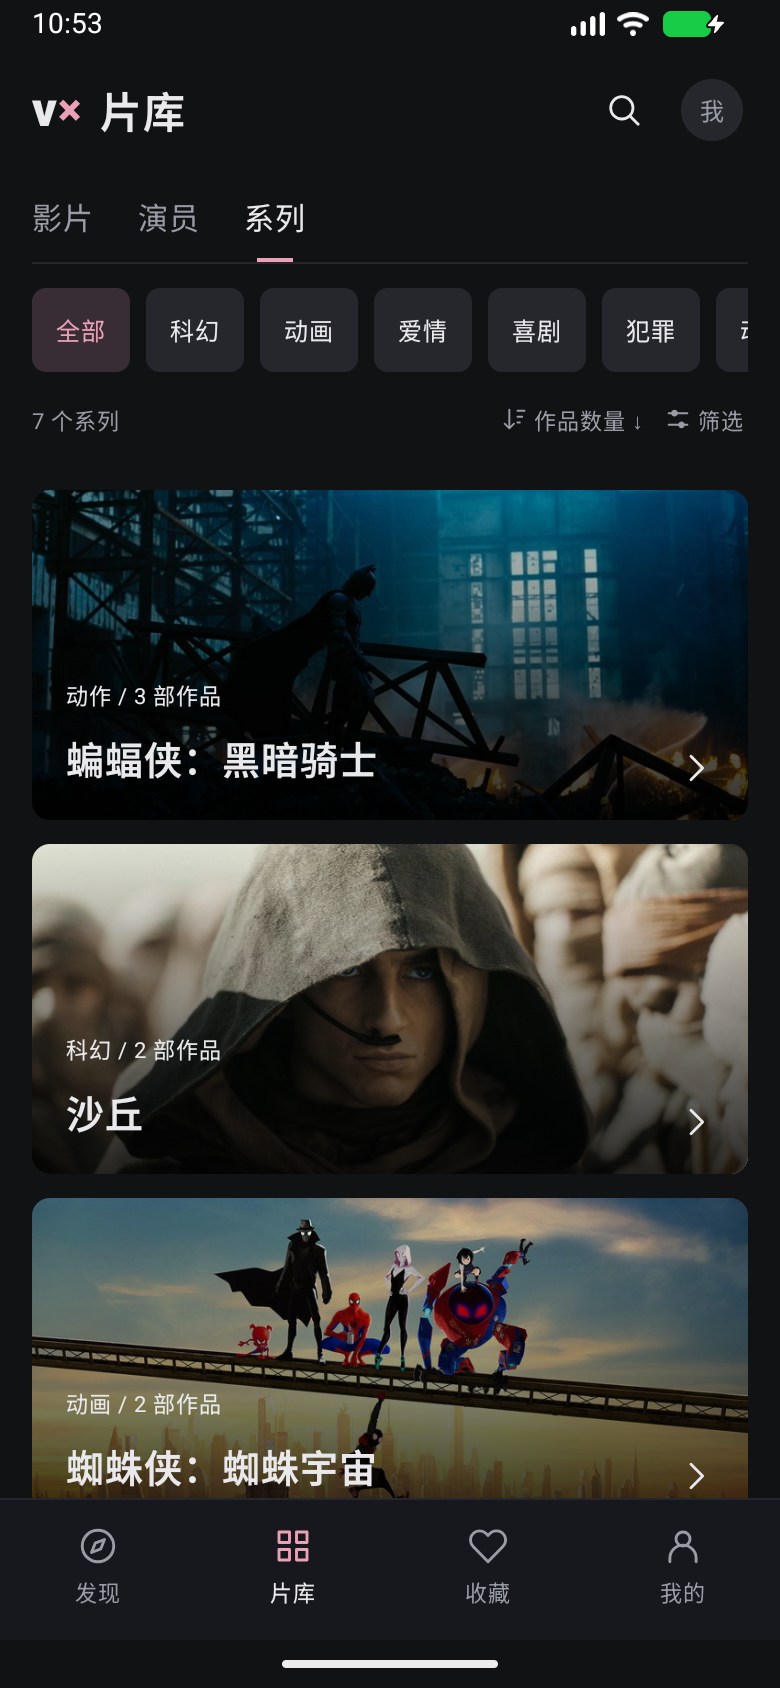 10:53
vx 片库
我
影片 演员 系列
全部 科幻 动画 爱情 喜剧 犯罪
7 个系列 作品数量 ↓ 筛选
动作 / 3 部作品
蝙蝠侠：黑暗骑士
科幻 / 2 部作品
沙丘
动画 / 2 部作品
蜘蛛侠：蜘蛛宇宙
发现 片库 收藏 我的